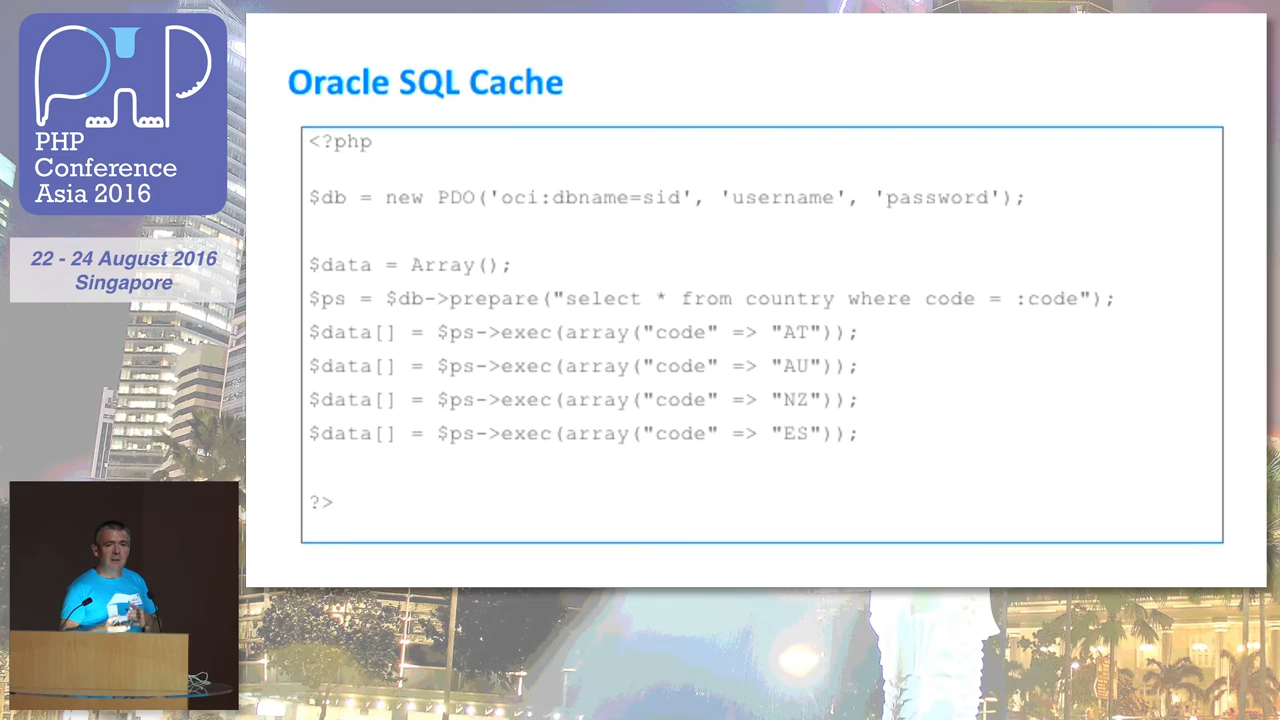 PHP
PHP
Conference
Asia 2016
22 - 24 August 2016
Singapore
Oracle SQL Cache
<?php
$db = new PDO('oci:dbname=sid', 'username', 'password');
$data = Array();
$ps = $db->prepare("select * from country where code = :code");
$data[] = $ps->exec(array("code" => "AT"));
$data[] = $ps->exec(array("code" => "AU"));
$data[] = $ps->exec(array("code" => "NZ"));
$data[] = $ps->exec(array("code" => "ES"));
?>